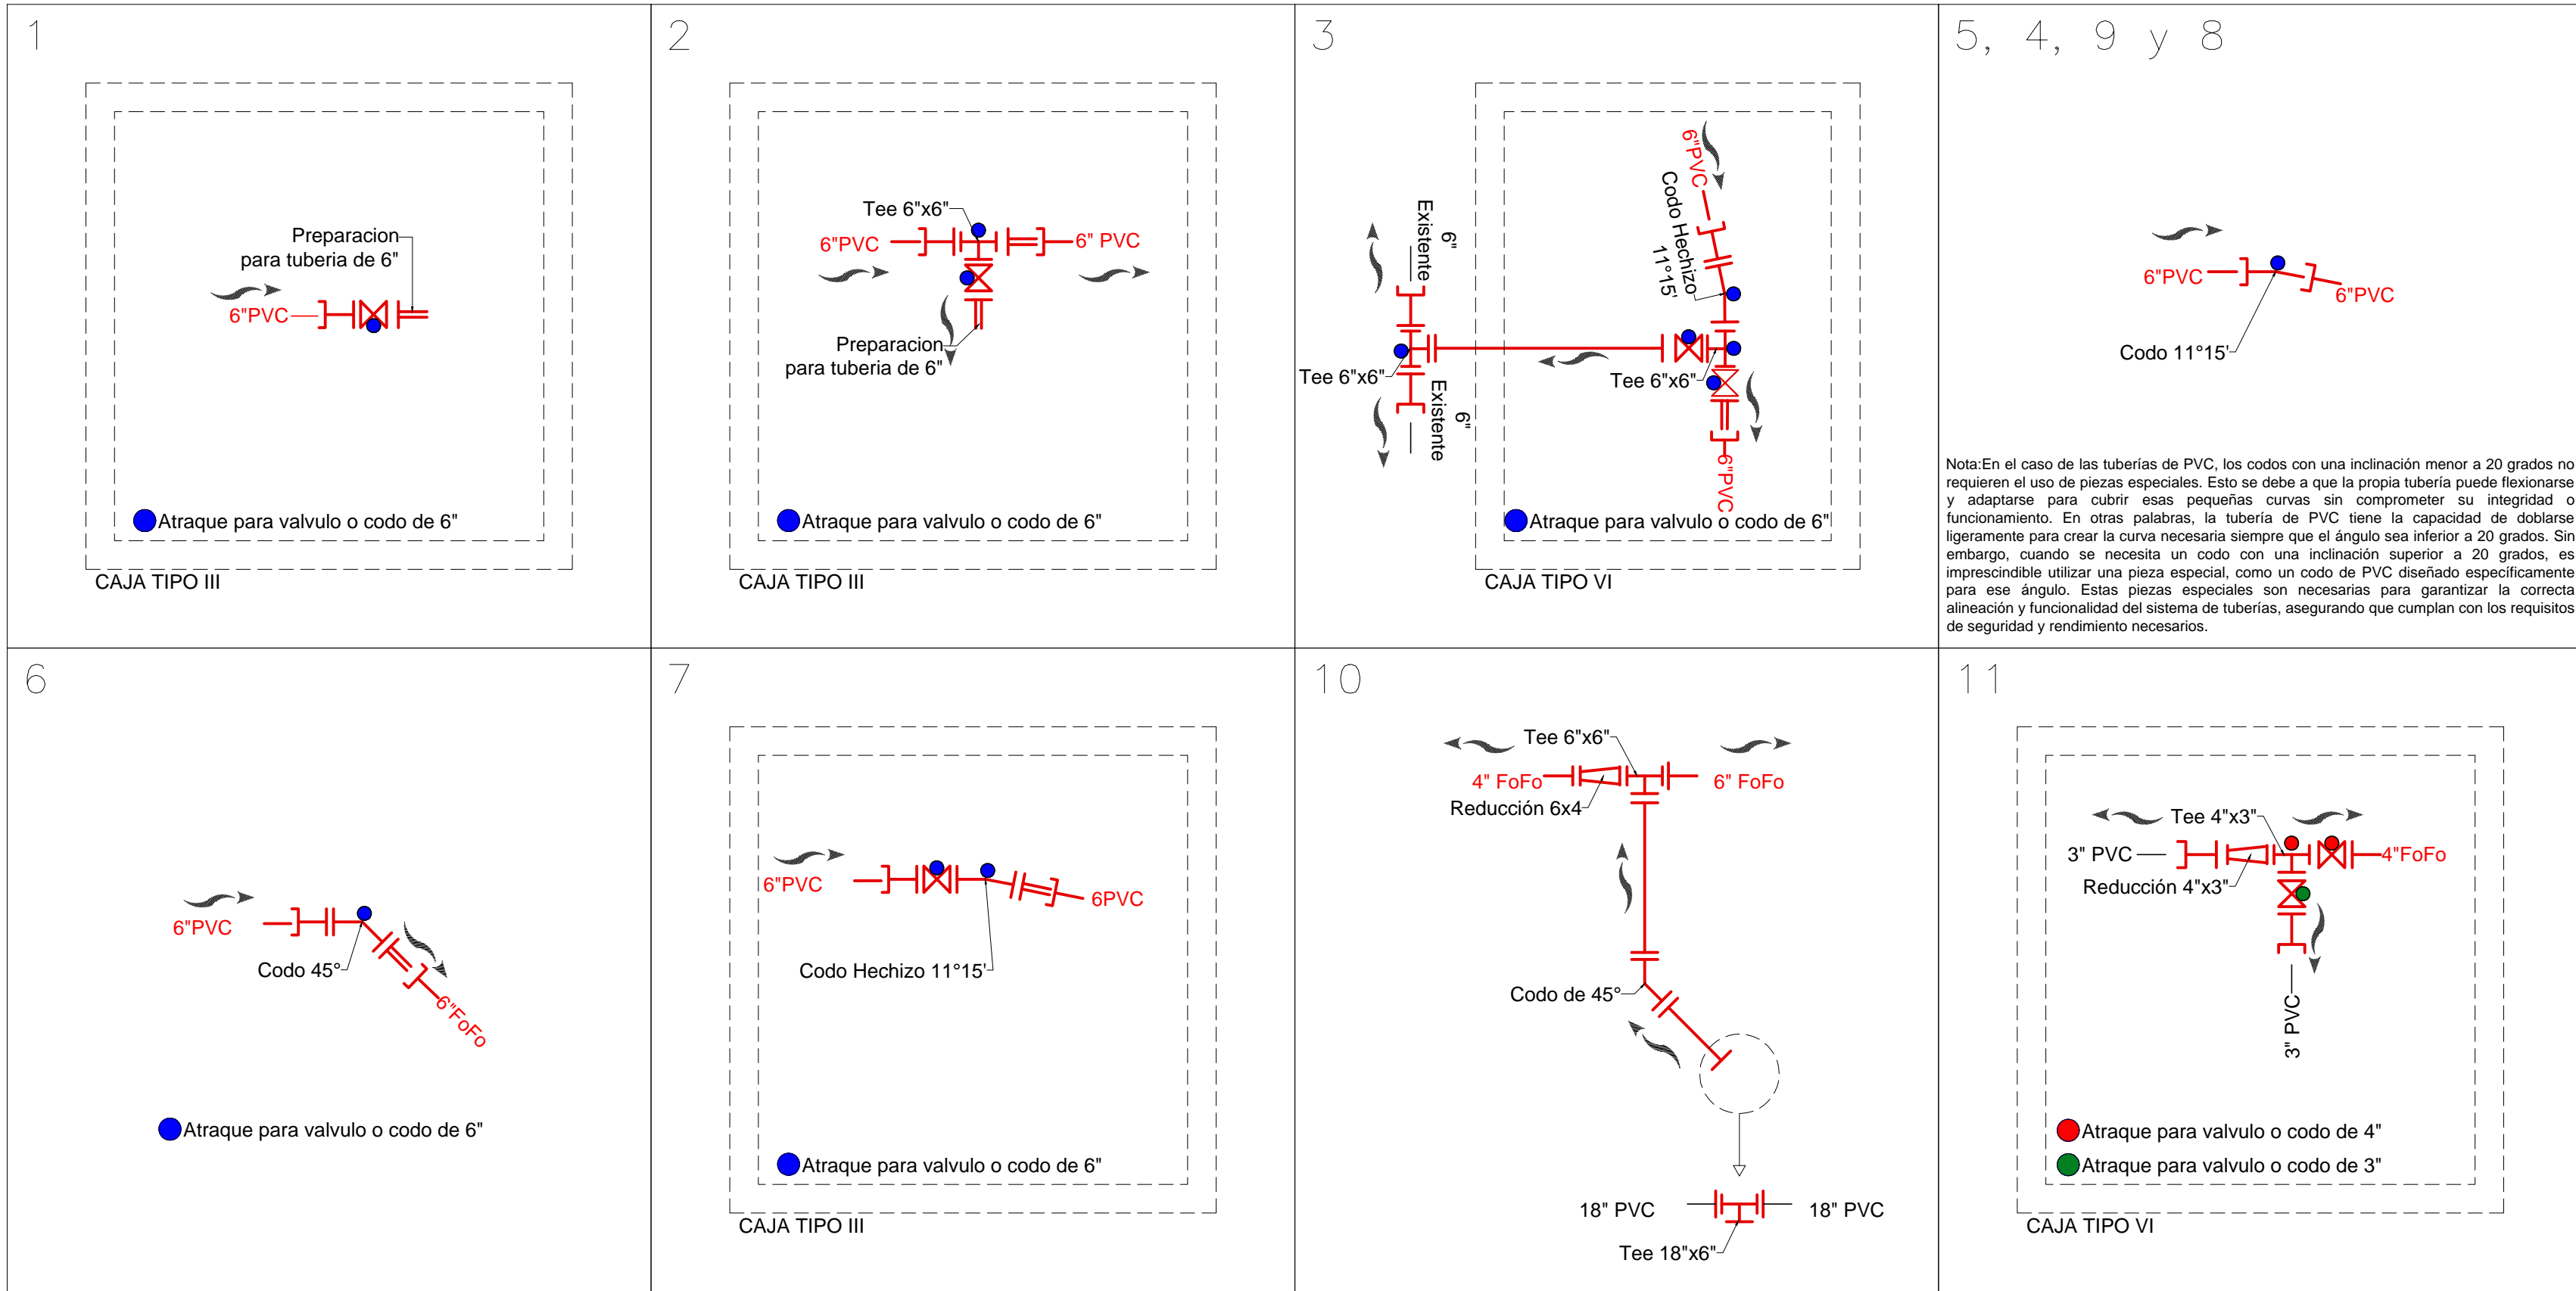 1
Preparacion
para tuberia de 6"
6"PVC
Atraque para valvulo o codo de 6"
CAJA TIPO III
2
Tee 6"x6"
6"PVC
6" PVC
Preparacion
para tuberia de 6"
Atraque para valvulo o codo de 6"
CAJA TIPO III
3
6"PVC
Codo Hechizo
11°15'
6"
Existente
Tee 6"x6"
Tee 6"x6"
6"
Existente
6"PVC
Atraque para valvulo o codo de 6"
CAJA TIPO VI
5, 4, 9 y 8
6"PVC
6"PVC
Codo 11°15'
Nota:En el caso de las tuberías de PVC, los codos con una inclinación menor a 20 grados no
requieren el uso de piezas especiales. Esto se debe a que la propia tubería puede flexionarse
y adaptarse para cubrir esas pequeñas curvas sin comprometer su integridad o
funcionamiento. En otras palabras, la tubería de PVC tiene la capacidad de doblarse
ligeramente para crear la curva necesaria siempre que el ángulo sea inferior a 20 grados. Sin
embargo, cuando se necesita un codo con una inclinación superior a 20 grados, es
imprescindible utilizar una pieza especial, como un codo de PVC diseñado específicamente
para ese ángulo. Estas piezas especiales son necesarias para garantizar la correcta
alineación y funcionalidad del sistema de tuberías, asegurando que cumplan con los requisitos
de seguridad y rendimiento necesarios.
6
6"PVC
Codo 45°
6"FoFo
Atraque para valvulo o codo de 6"
7
6"PVC
6PVC
Codo Hechizo 11°15'
Atraque para valvulo o codo de 6"
CAJA TIPO III
10
Tee 6"x6"
4" FoFo
6" FoFo
Reducción 6x4
Codo de 45°
18" PVC
18" PVC
Tee 18"x6"
11
Tee 4"x3"
3" PVC
4"FoFo
Reducción 4"x3"
3" PVC
Atraque para valvulo o codo de 4"
Atraque para valvulo o codo de 3"
CAJA TIPO VI